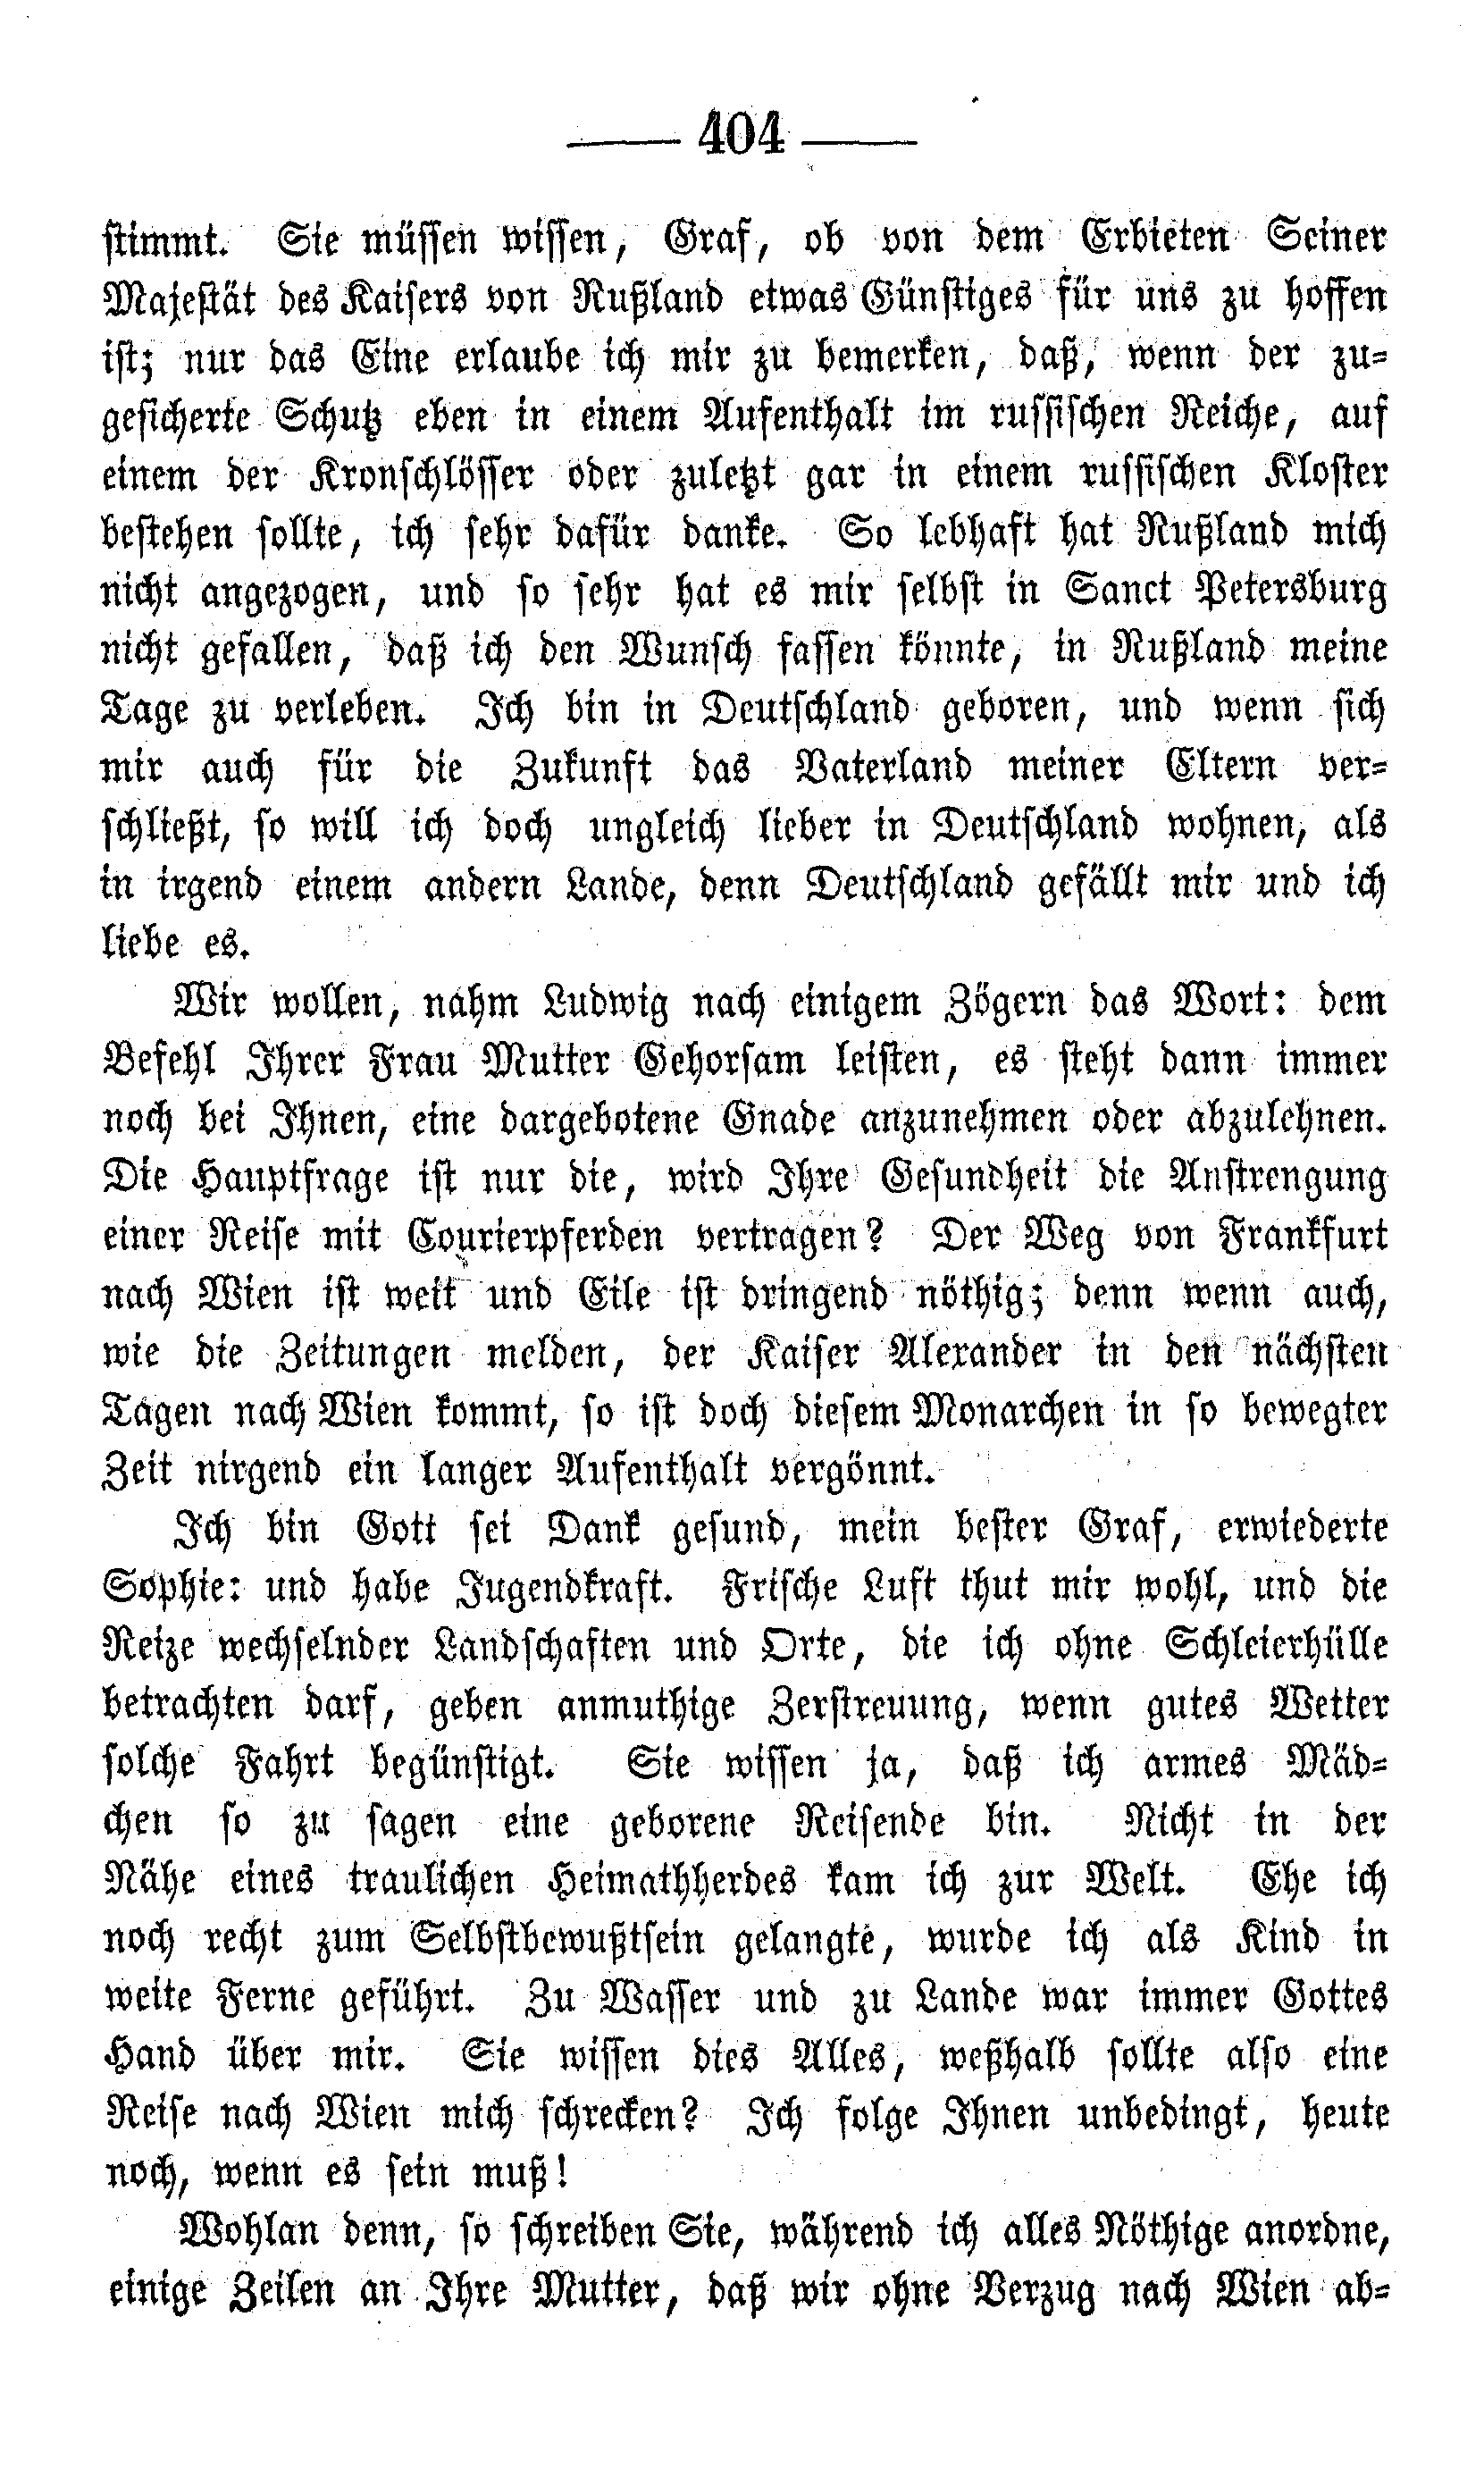 404
stimmt. Sie müssen wissen, Graf, ob von dem Erbieten Seiner
Majestät des Kaisers von Rußland etwas Günstiges für uns zu hoffen
ist; nur das Eine erlaube ich mir zu bemerken, daß, wenn der zu=
gesicherte Schutz eben in einem Aufenthalt im russischen Reiche, auf
einem der Kronschlösser oder zuletzt gar in einem russischen Kloster
bestehen sollte, ich sehr dafür danke. So lebhaft hat Rußland mich
nicht angezogen, und so sehr hat es mir selbst in Sanct Petersburg
nicht gefallen, daß ich den Wunsch fassen könnte, in Rußland meine
Tage zu verleben. Ich bin in Deutschland geboren, und wenn sich
mir auch für die Zukunft das Vaterland meiner Eltern ver=
schließt, so will ich doch ungleich lieber in Deutschland wohnen, als
in irgend einem andern Lande, denn Deutschland gefällt mir und ich
liebe es.
Wir wollen, nahm Ludwig nach einigem Zögern das Wort: dem
Befehl Ihrer Frau Mutter Gehorsam leisten, es steht dann immer
noch bei Ihnen, eine dargebotene Gnade anzunehmen oder abzulehnen.
Die Hauptfrage ist nur die, wird Ihre Gesundheit die Anstrengung
einer Reise mit Courierpferden vertragen? Der Weg von Frankfurt
nach Wien ist weit und Eile ist dringend nöthig; denn wenn auch,
wie die Zeitungen melden, der Kaiser Alexander in den nächsten
Tagen nach Wien kommt, so ist doch diesem Monarchen in so bewegter
Zeit nirgend ein langer Aufenthalt vergönnt.
Ich bin Gott sei Dank gesund, mein bester Graf, erwiederte
Sophie: und habe Jugendkraft. Frische Luft thut mir wohl, und die
Reize wechselnder Landschaften und Orte, die ich ohne Schleierhülle
betrachten darf, geben anmuthige Zerstreuung, wenn gutes Wetter
solche Fahrt begünstigt. Sie wissen ja, daß ich armes Mäd=
chen so zu sagen eine geborene Reisende bin. Nicht in der
Nähe eines traulichen Heimathherdes kam ich zur Welt. Ehe ich
noch recht zum Selbstbewußtsein gelangte, wurde ich als Kind in
weite Ferne geführt. Zu Wasser und zu Lande war immer Gottes
Hand über mir. Sie wissen dies Alles, weßhalb sollte also eine
Reise nach Wien mich schrecken? Ich folge Ihnen unbedingt, heute
noch, wenn es sein muß!
Wohlan denn, so schreiben Sie, während ich alles Nöthige anordne,
einige Zeilen an Ihre Mutter, daß wir ohne Verzug nach Wien ab=